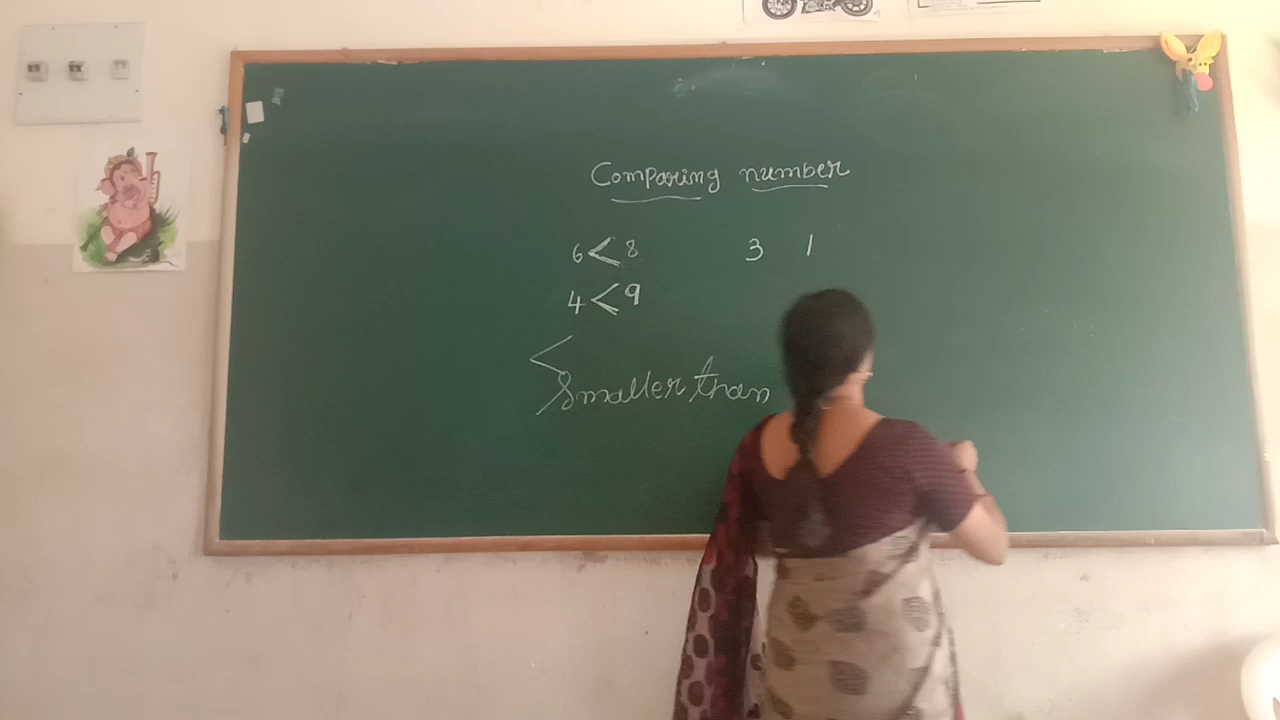 Comparing number
6 < 8 3 1
4 < 9
<
Smaller than